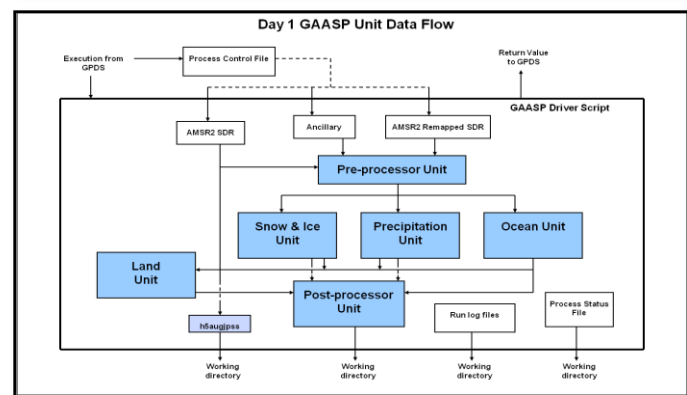 Day 1 GAASP Unit Data Flow
Execution from
GPDS
Process Control File
Return Value
to GPDS
GAASP Driver Script
AMSR2 SDR
Ancillary
AMSR2 Remapped SDR
Pre-processor Unit
Snow & Ice
Unit
Precipitation
Unit
Ocean Unit
Land
Unit
Post-processor
Unit
Process Status
File
Run log files
h5augjpss
Working
directory
Working
directory
Working
directory
Working
directory